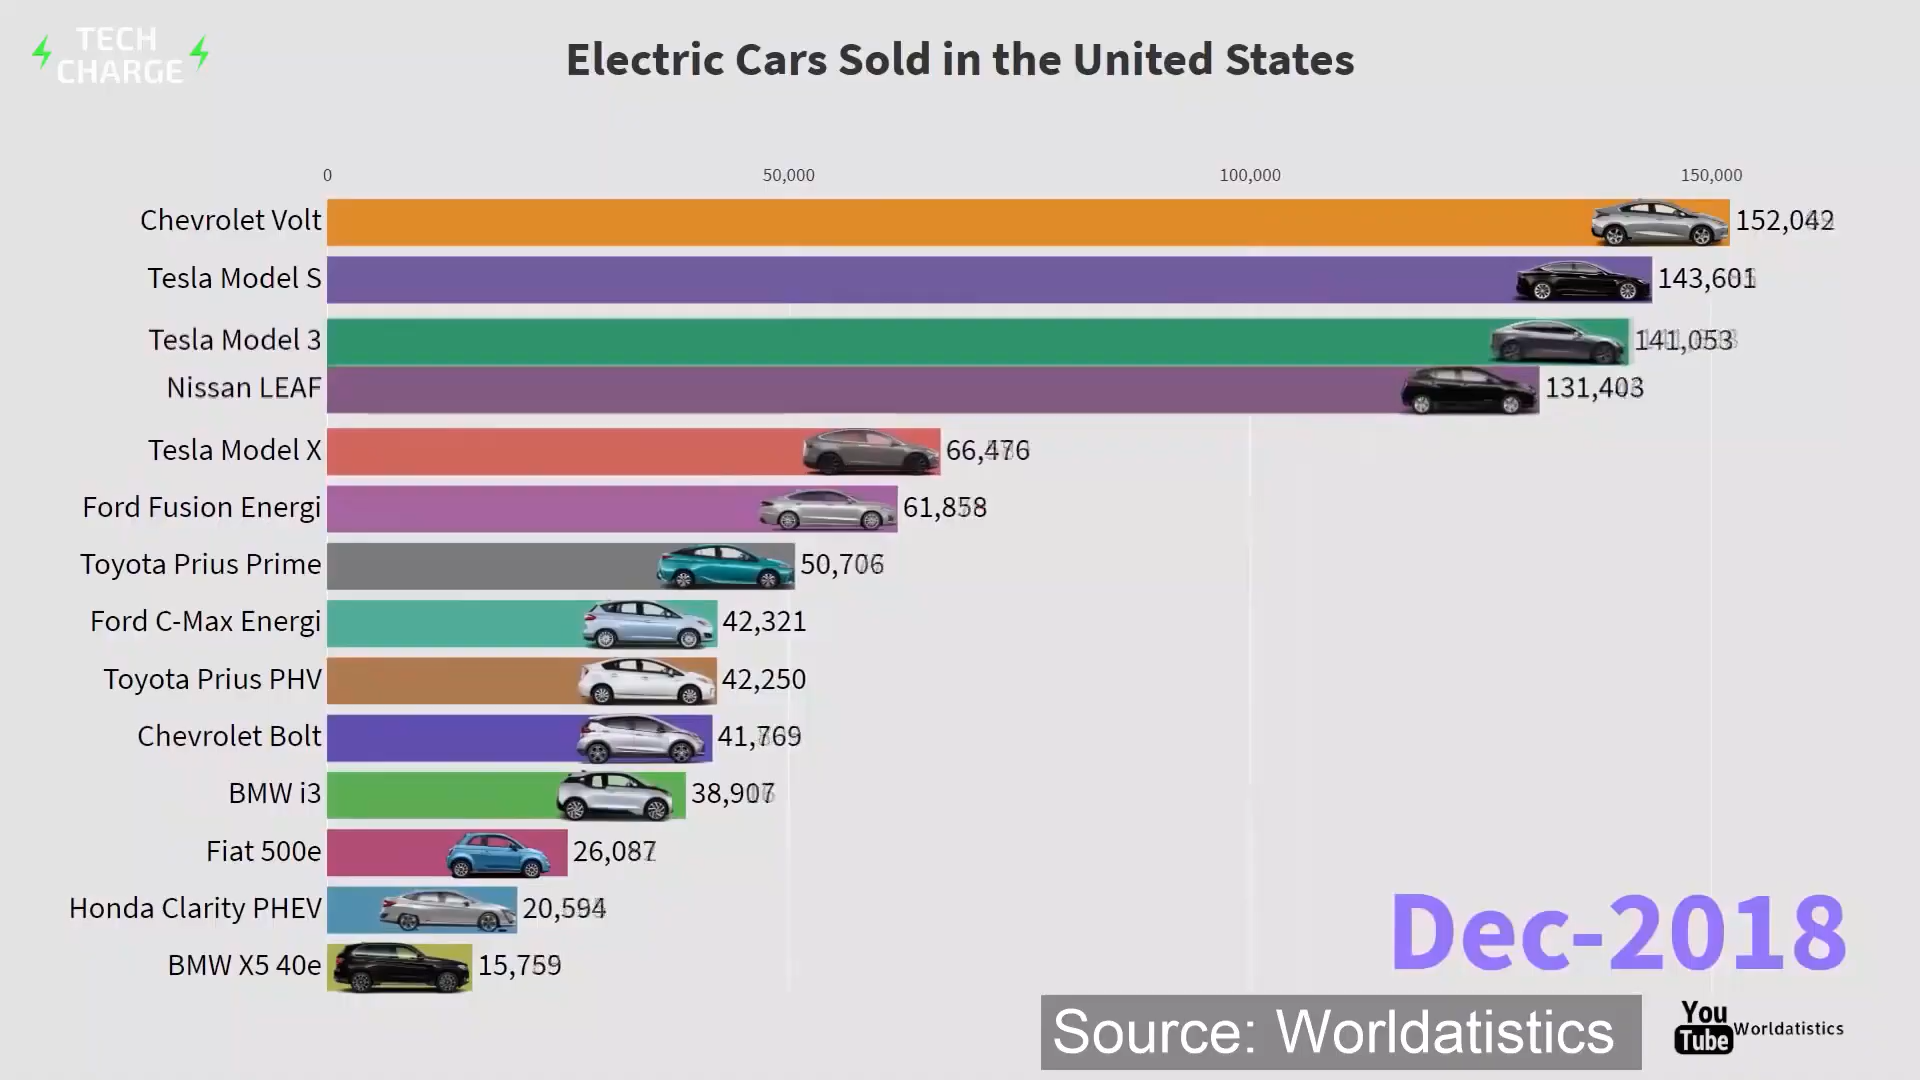 TECH
CHARGE
Electric Cars Sold in the United States
0 50,000 100,000 150,000
Chevrolet Volt 152,042
Tesla Model S 143,601
Tesla Model 3 141,053
Nissan LEAF 131,403
Tesla Model X 66,476
Ford Fusion Energi 61,858
Toyota Prius Prime 50,706
Ford C-Max Energi 42,321
Toyota Prius PHV 42,250
Chevrolet Bolt 41,769
BMW i3 38,907
Fiat 500e 26,087
Honda Clarity PHEV 20,594
BMW X5 40e 15,759
Dec-2018
Source: Worldatistics
You
Tube Worldatistics